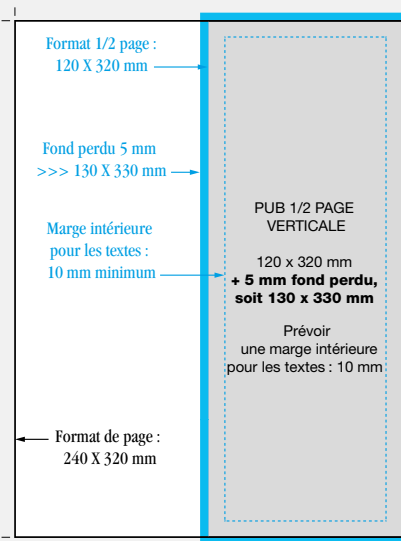 Format 1/2 page :
120 X 320 mm
Fond perdu 5 mm
>>> 130 X 330 mm
Marge intérieure
pour les textes :
10 mm minimum
Format de page :
240 X 320 mm
PUB 1/2 PAGE
VERTICALE
120 x 320 mm
+ 5 mm fond perdu,
soit 130 x 330 mm
Prévoir
une marge intérieure
pour les textes : 10 mm